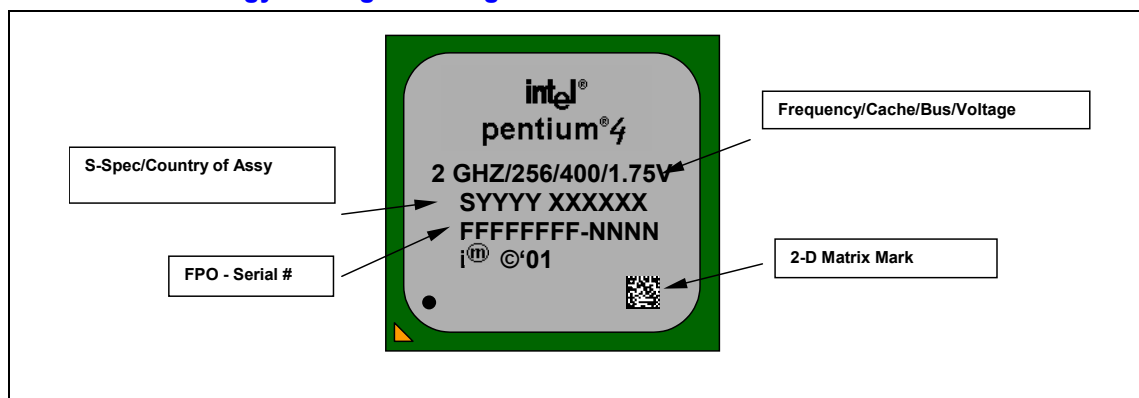 intel®
pentium®4
Frequency/Cache/Bus/Voltage
S-Spec/Country of Assy
2 GHZ/256/400/1.75V
SYYYY XXXXXX
FFFFFFFF-NNNN
i ⓜ ©‘01
FPO - Serial #
2-D Matrix Mark